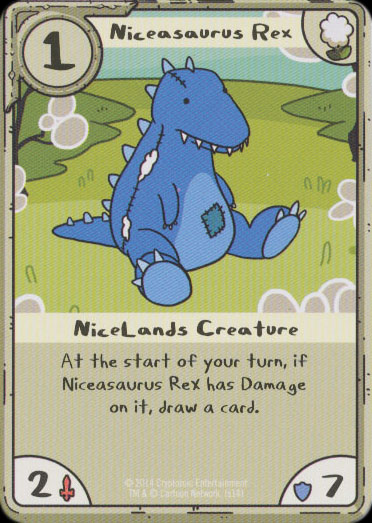 1
Niceasaurus Rex
NiceLands Creature
At the start of your turn, if
Niceasaurus Rex has Damage
on it, draw a card.
© 2014 Cryptozoic Entertainment
TM & © Cartoon Network. (s14)
2
7